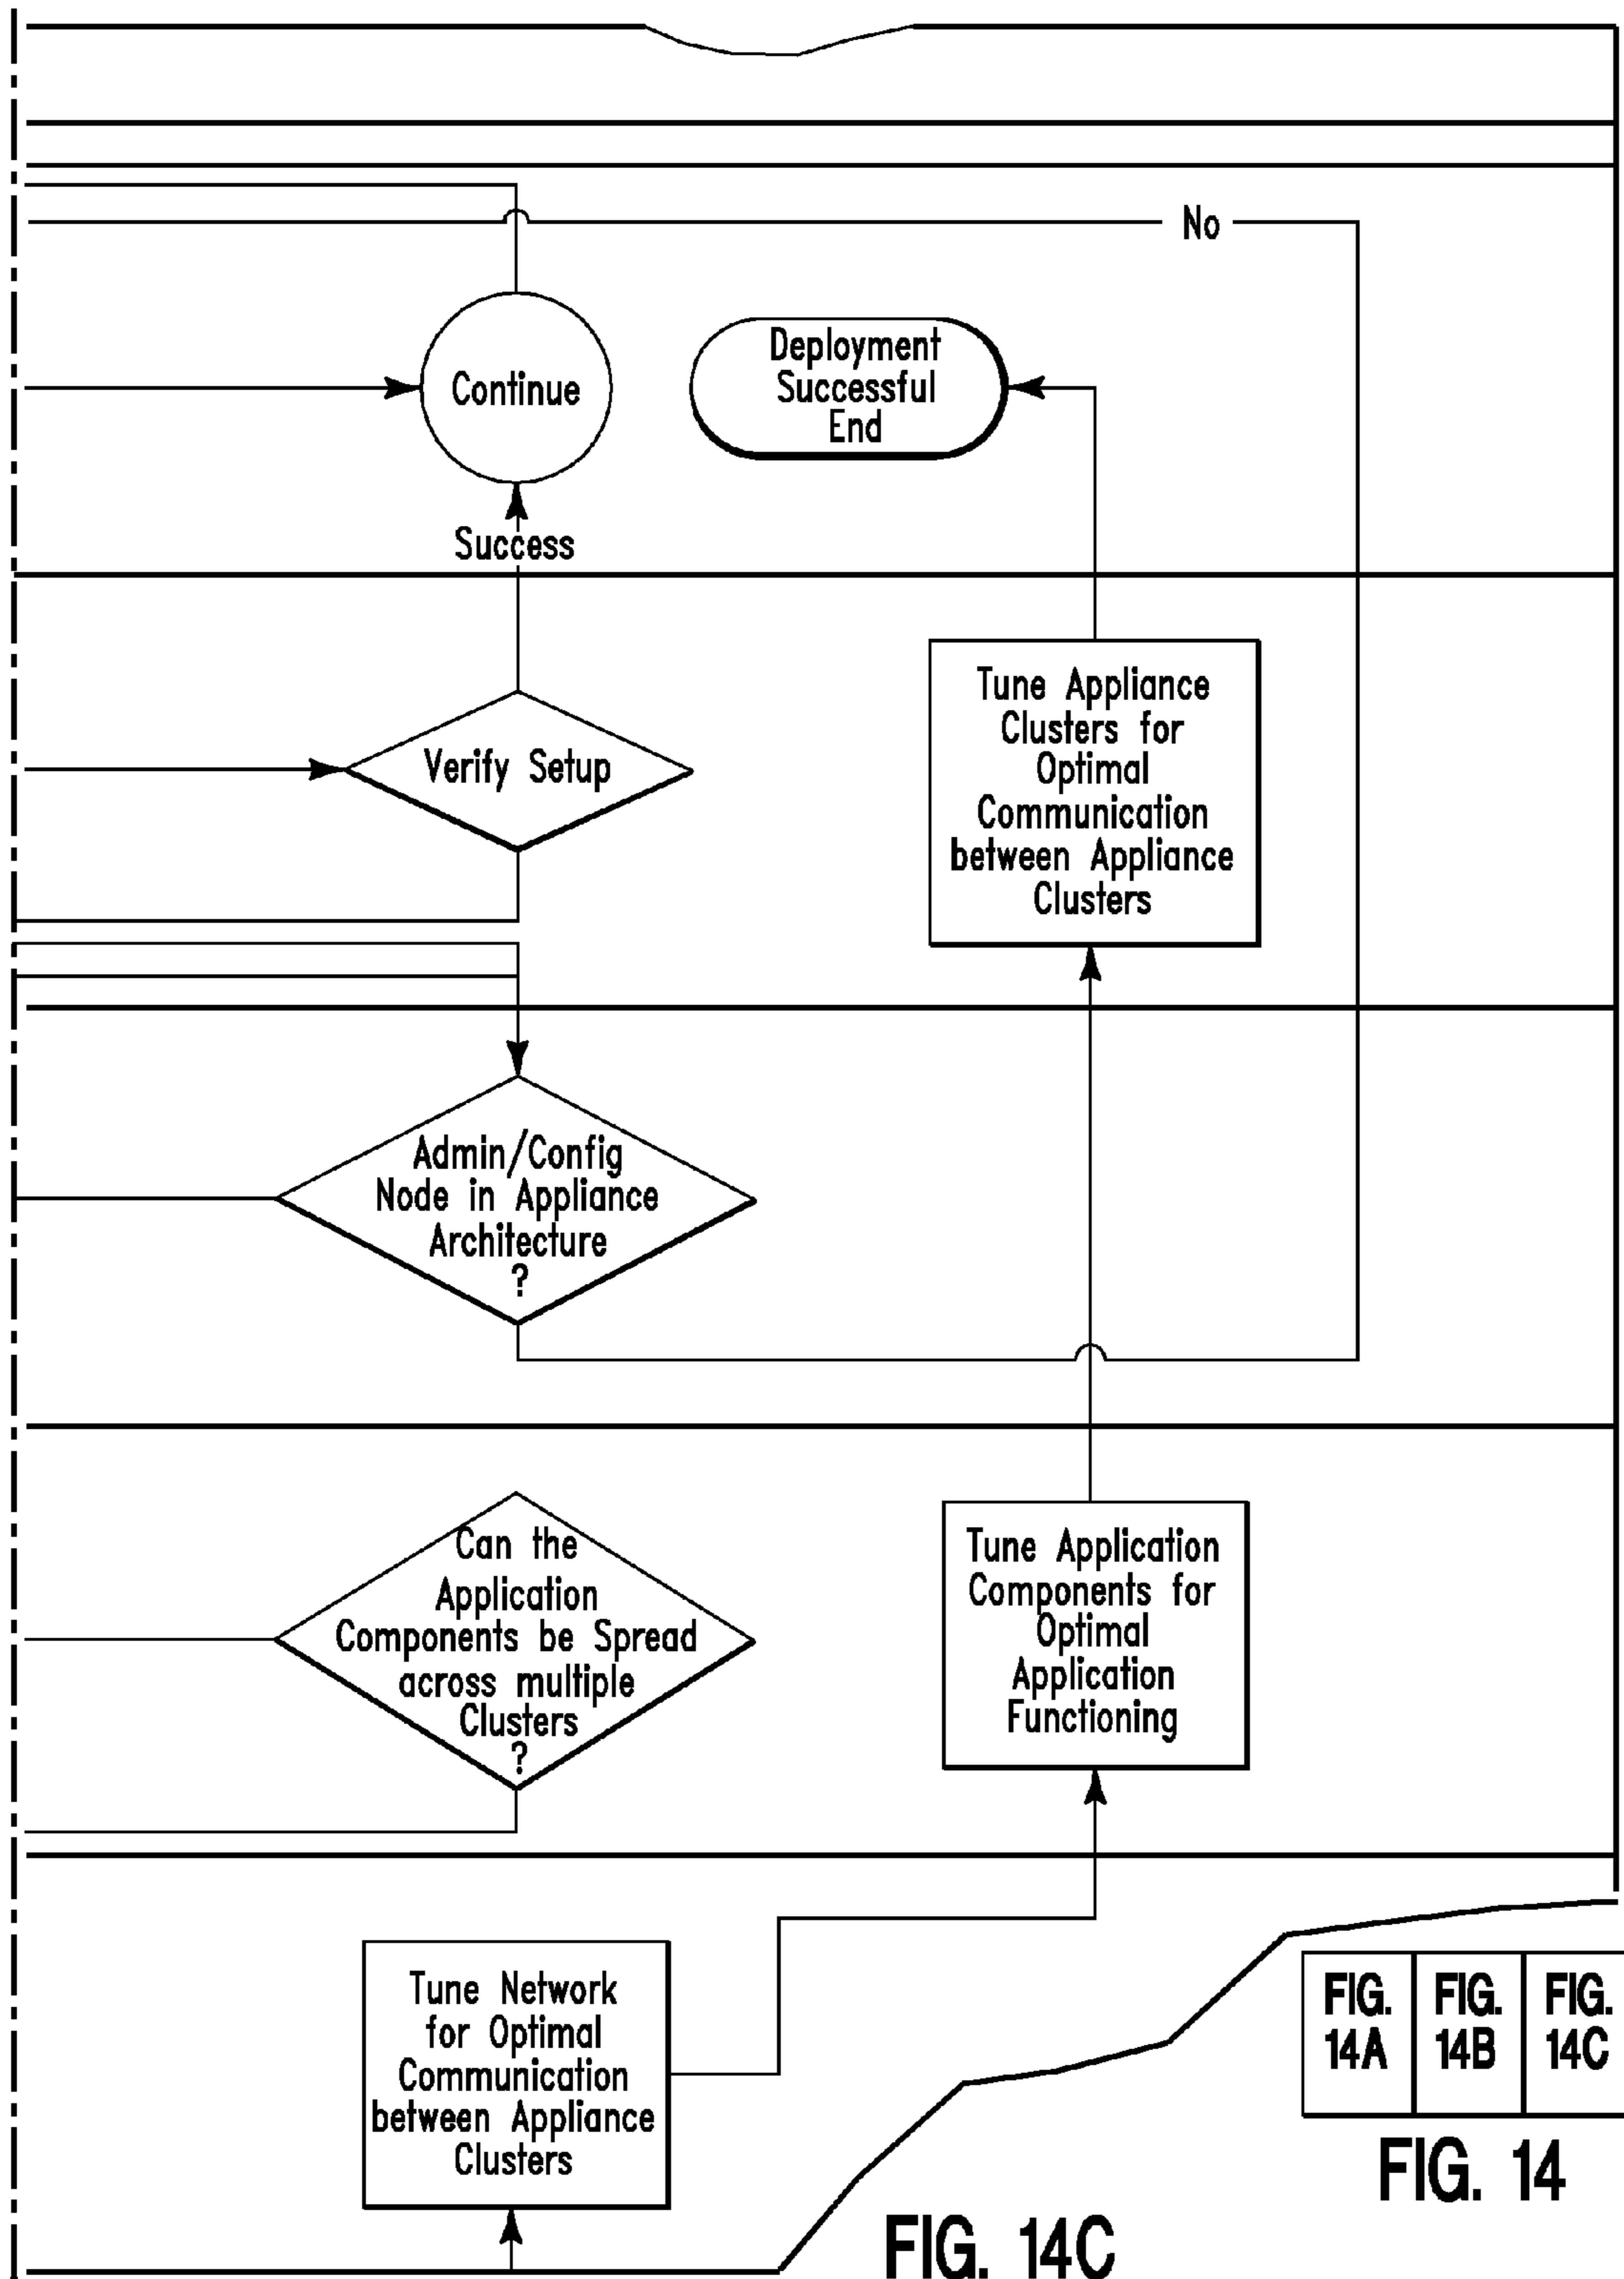 No
Continue
Deployment
Successful
End
Success
Verify Setup
Tune Appliance
Clusters for
Optimal
Communication
between Appliance
Clusters
Admin/Config
Node in Appliance
Architecture
?
Can the
Application
Components be Spread
across multiple
Clusters
?
Tune Application
Components for
Optimal
Application
Functioning
Tune Network
for Optimal
Communication
between Appliance
Clusters
FIG.
14A
FIG.
14B
FIG.
14C
FIG. 14
FIG. 14C